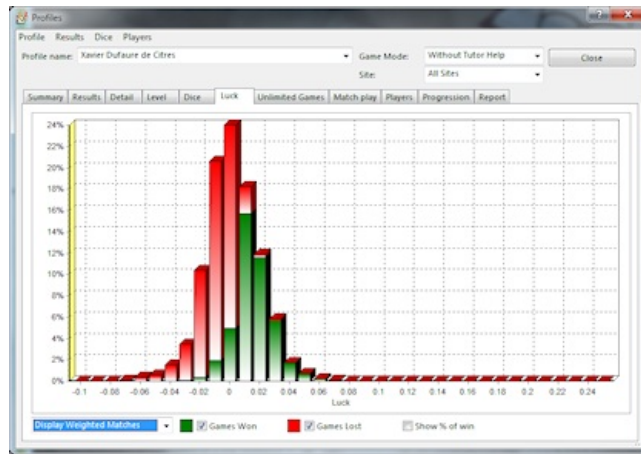 Profiles
Profile Results Dice Players
Profile name: Xavier Dufaure de Citres Game Mode: Without Tutor Help Close
Site: All Sites
Summary Results Detail Level Dice Luck Unlimited Games Match play Players Progression Report
24%
22%
20%
18%
16%
14%
12%
10%
8%
6%
4%
2%
0%
-0.1 -0.08 -0.06 -0.04 -0.02 0 0.02 0.04 0.06 0.08 0.1 0.12 0.14 0.16 0.18 0.2 0.22 0.24
Luck
Display Weighted Matches Games Won Games Lost Show % of win